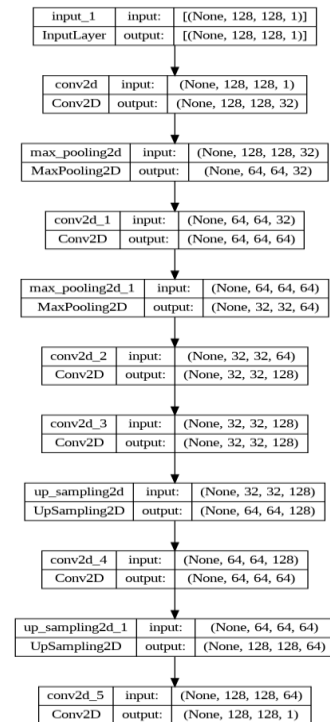 input_1 input: [(None, 128, 128, 1)]
InputLayer output: [(None, 128, 128, 1)]
conv2d input: (None, 128, 128, 1)
Conv2D output: (None, 128, 128, 32)
max_pooling2d input: (None, 128, 128, 32)
MaxPooling2D output: (None, 64, 64, 32)
conv2d_1 input: (None, 64, 64, 32)
Conv2D output: (None, 64, 64, 64)
max_pooling2d_1 input: (None, 64, 64, 64)
MaxPooling2D output: (None, 32, 32, 64)
conv2d_2 input: (None, 32, 32, 64)
Conv2D output: (None, 32, 32, 128)
conv2d_3 input: (None, 32, 32, 128)
Conv2D output: (None, 32, 32, 128)
up_sampling2d input: (None, 32, 32, 128)
UpSampling2D output: (None, 64, 64, 128)
conv2d_4 input: (None, 64, 64, 128)
Conv2D output: (None, 64, 64, 64)
up_sampling2d_1 input: (None, 64, 64, 64)
UpSampling2D output: (None, 128, 128, 64)
conv2d_5 input: (None, 128, 128, 64)
Conv2D output: (None, 128, 128, 1)